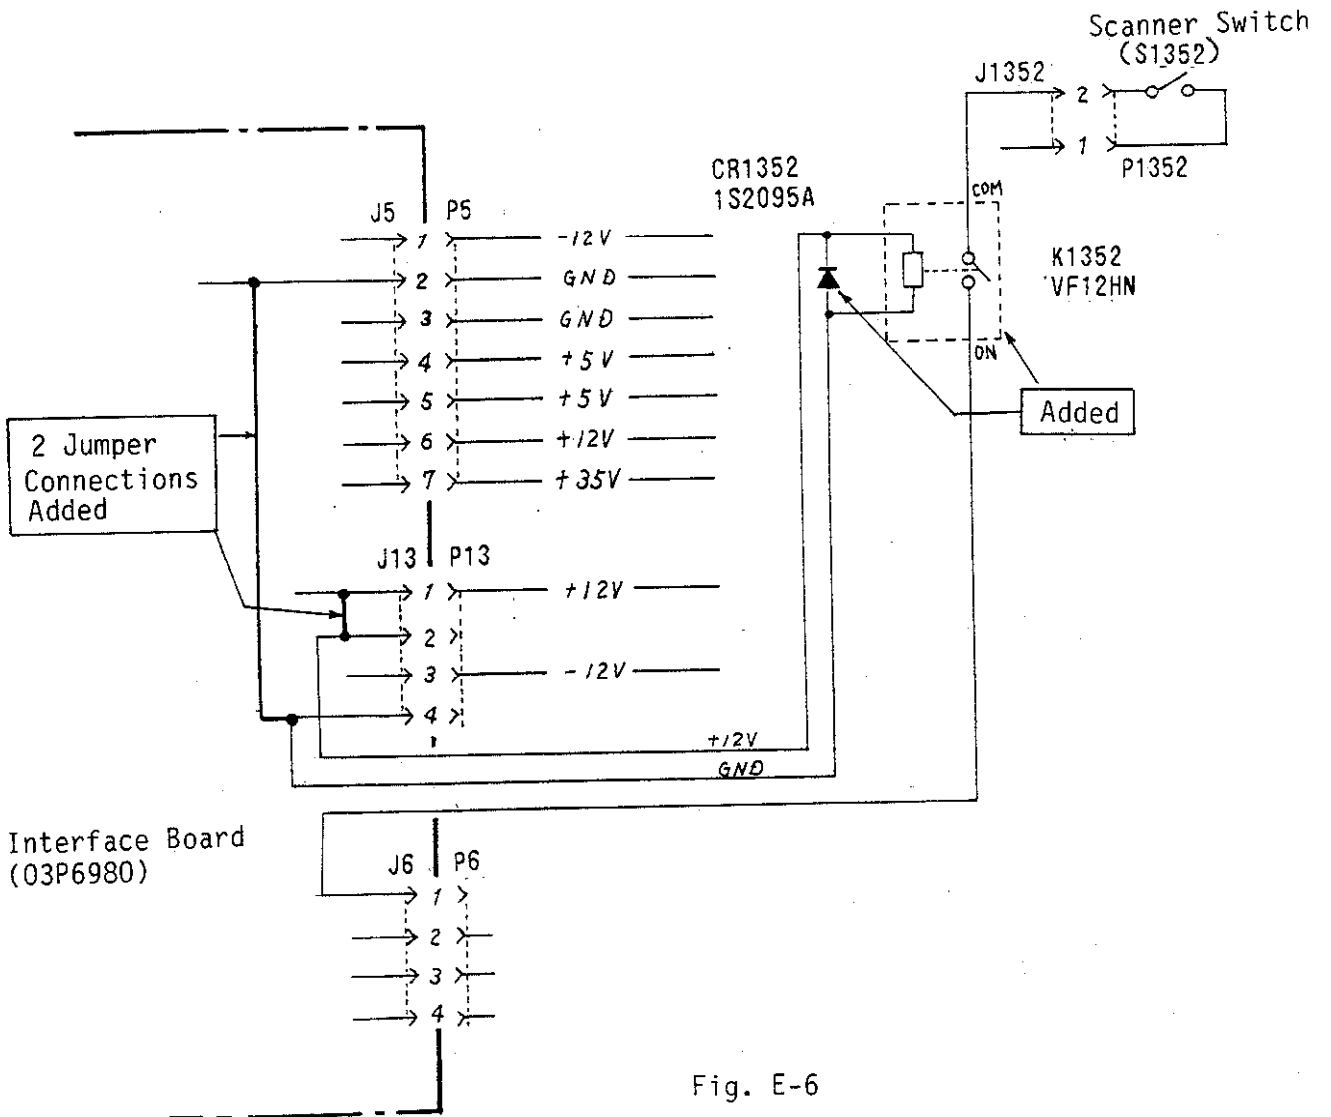 Scanner Switch
(S1352)
J1352
2
1
P1352
CR1352
1S2095A
COM
K1352
VF12HN
ON
Added
J5 P5
1 -12V
2 GND
3 GND
4 +5V
5 +5V
6 +12V
7 +35V
2 Jumper
Connections
Added
J13 P13
1 +12V
2
3 -12V
4
+12V
GND
Interface Board
(03P6980)
J6 P6
1
2
3
4
Fig. E-6